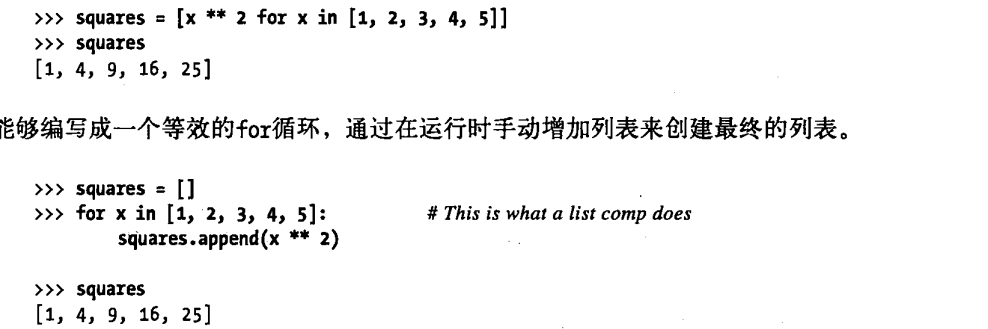 >>> squares = [x ** 2 for x in [1, 2, 3, 4, 5]]
>>> squares
[1, 4, 9, 16, 25]
能够编写成一个等效的for循环，通过在运行时手动增加列表来创建最终的列表。
>>> squares = []
>>> for x in [1, 2, 3, 4, 5]: # This is what a list comp does
squares.append(x ** 2)
>>> squares
[1, 4, 9, 16, 25]